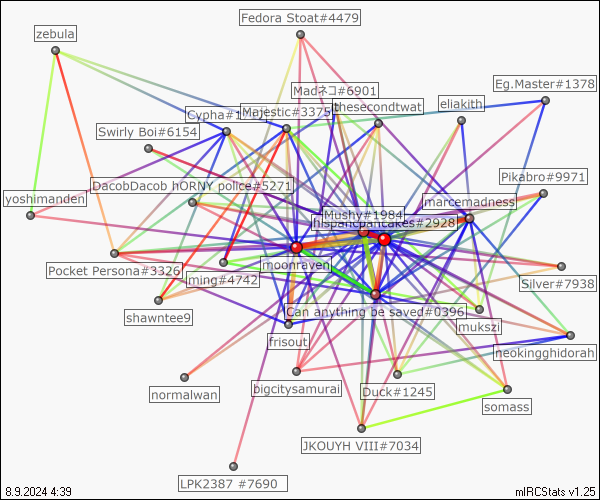 Fedora Stoat#4479
zebula
Madネコ#6901
Eg.Master#1378
Majestic#3375
thesecondtwat
eliakith
Swirly Boi#6154
Pikabro#9971
DacobDacob hORNY police#5271
yoshimanden
marcemadness
Mushy#1984
hispanicpancakes#2928
moonraven
Pocket Persona#3326
ming#4742
Silver#7938
Can anything be saved#0396
shawntee9
mukszi
frisout
neokingghidorah
normalwan
bigcitysamurai
Duck#1245
somass
JKOUYH VIII#7034
LPK2387 #7690
8.9.2024 4:39
mIRCStats v1.25